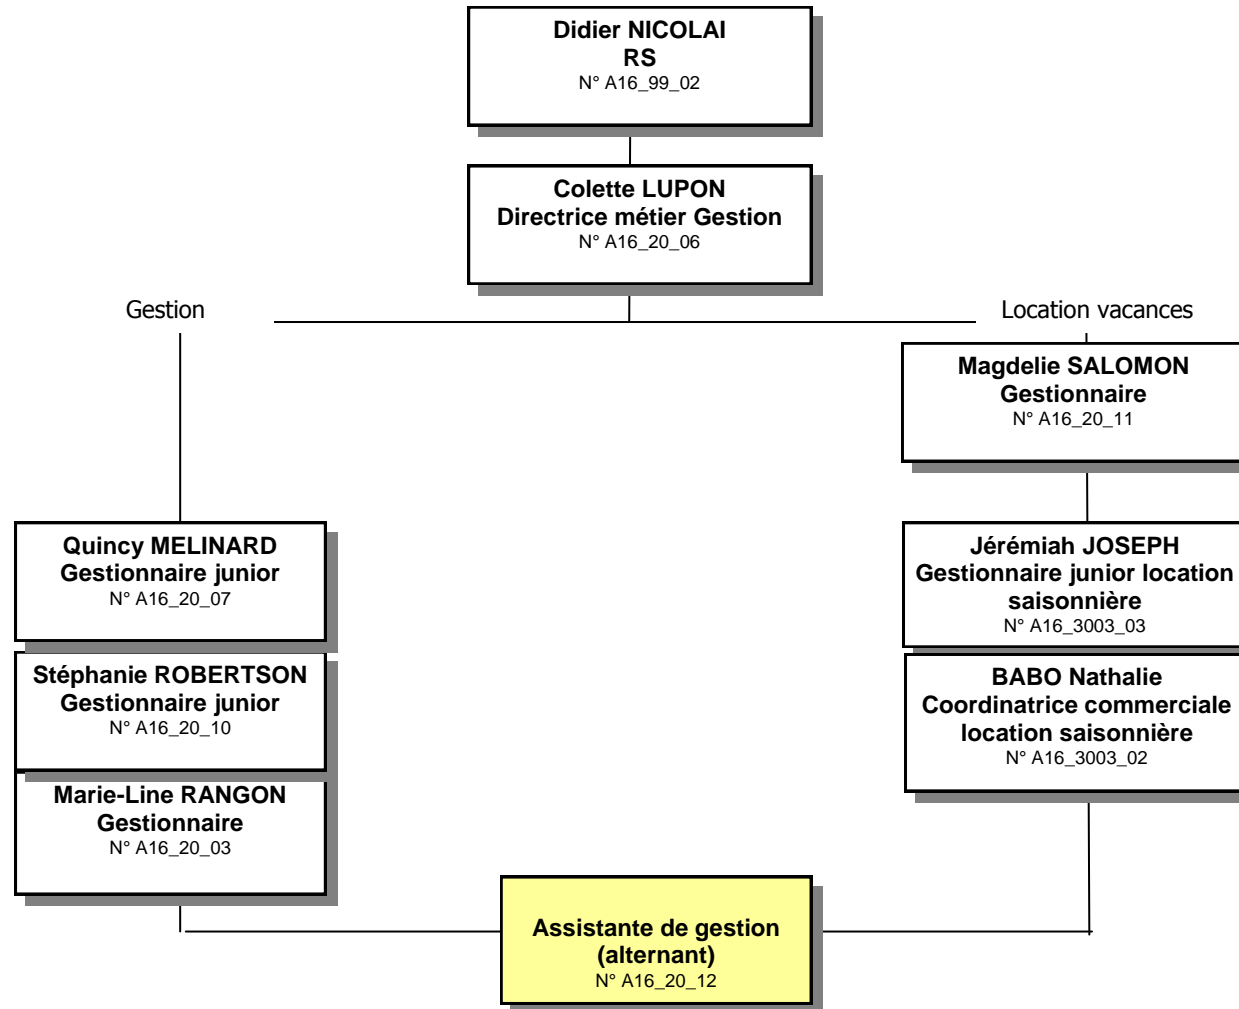 Didier NICOLAI
RS
N° A16_99_02
Colette LUPON
Directrice métier Gestion
N° A16_20_06
Gestion
Location vacances
Magdelie SALOMON
Gestionnaire
N° A16_20_11
Quincy MELINARD
Gestionnaire junior
N° A16_20_07
Stéphanie ROBERTSON
Gestionnaire junior
N° A16_20_10
Marie-Line RANGON
Gestionnaire
N° A16_20_03
Jérémiah JOSEPH
Gestionnaire junior location
saisonnière
N° A16_3003_03
BABO Nathalie
Coordinatrice commerciale
location saisonnière
N° A16_3003_02
Assistante de gestion
(alternant)
N° A16_20_12